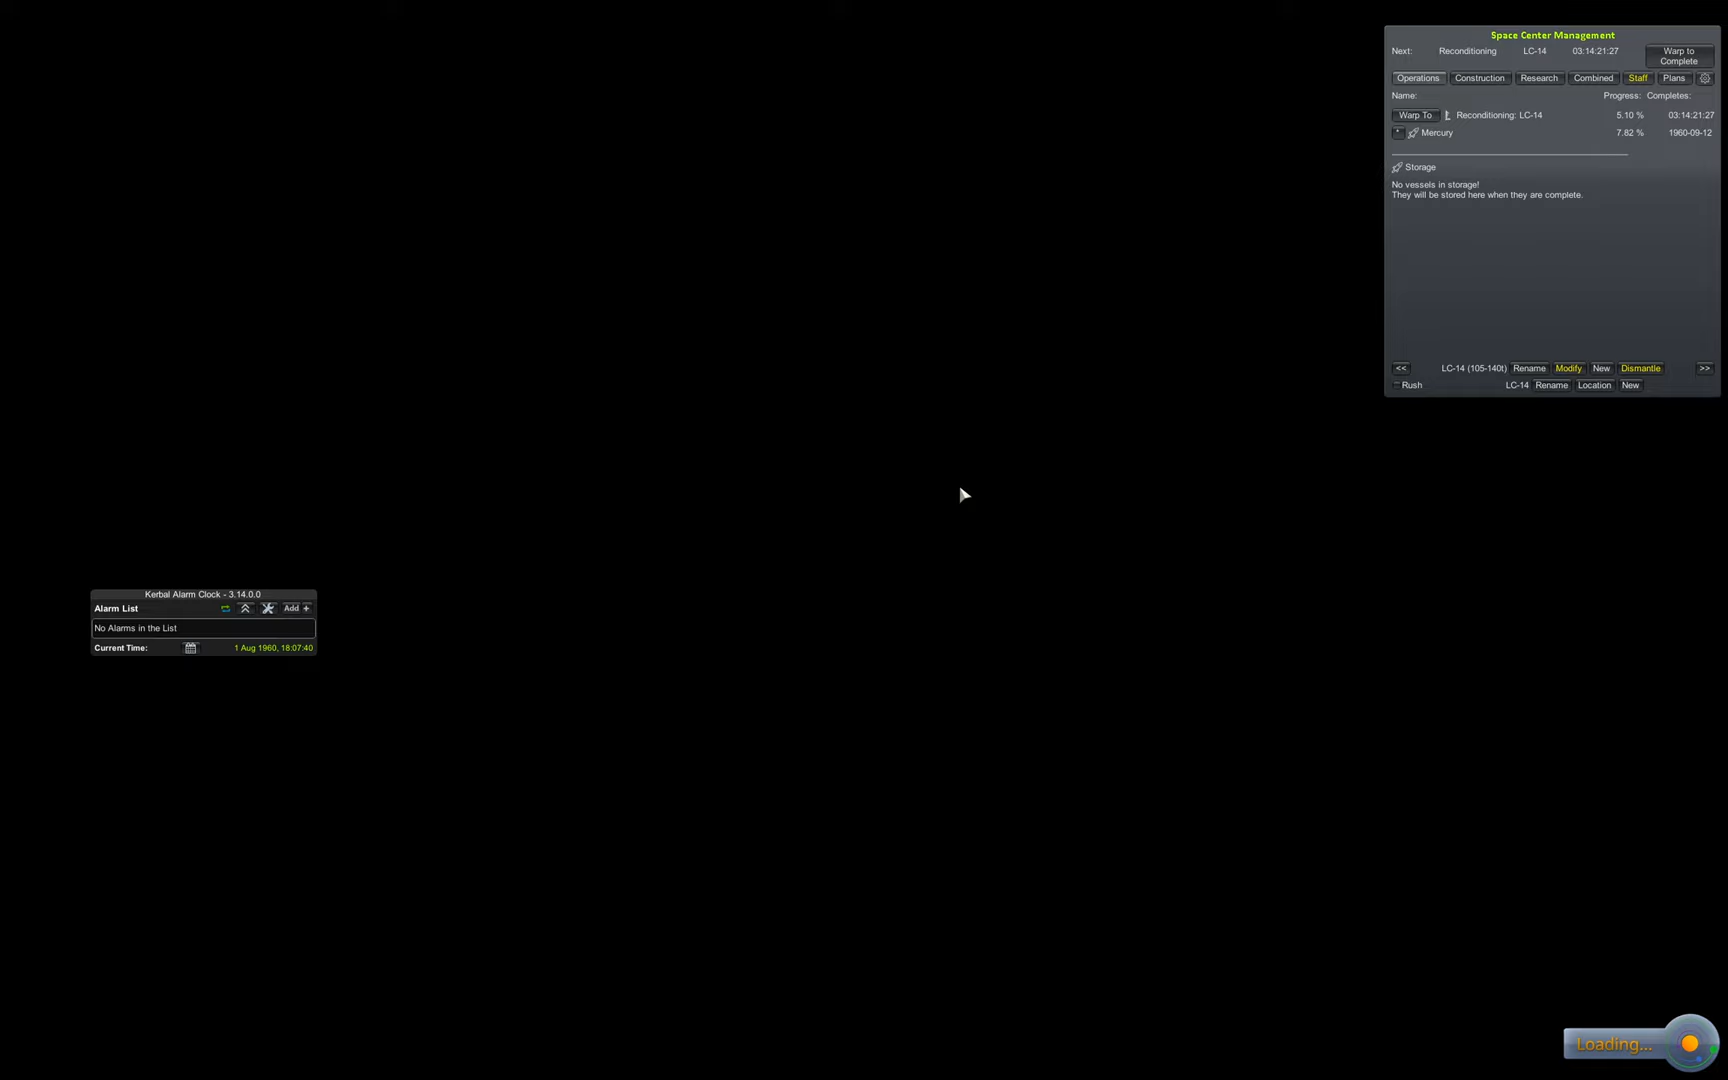 Space Center Management
Next: Reconditioning LC-14 03:14:21:27 Warp to Complete
Operations Construction Research Combined Staff Plans
Name: Progress: Completes:
Warp To Reconditioning: LC-14 5.10 % 03:14:21:27
* Mercury 7.82 % 1960-09-12
Storage
No vessels in storage!
They will be stored here when they are complete.
<< LC-14 (105-140t) Rename Modify New Dismantle >>
Rush LC-14 Rename Location New
Kerbal Alarm Clock - 3.14.0.0
Alarm List Add +
No Alarms in the List
Current Time: 1 Aug 1960, 18:07:40
Loading...